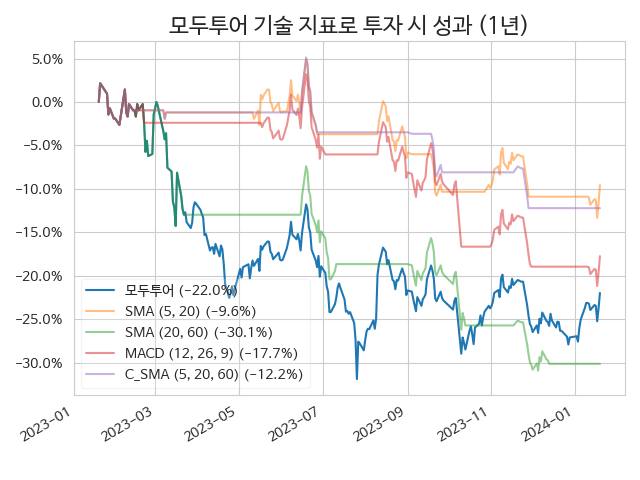 모두투어 기술 지표로 투자 시 성과 (1년)
5.0%
0.0%
−5.0%
−10.0%
−15.0%
−20.0%
−25.0%
−30.0%
모두투어 (−22.0%)
SMA (5, 20) (−9.6%)
SMA (20, 60) (−30.1%)
MACD (12, 26, 9) (−17.7%)
C_SMA (5, 20, 60) (−12.2%)
2023−01
2023−03
2023−05
2023−07
2023−09
2023−11
2024−01